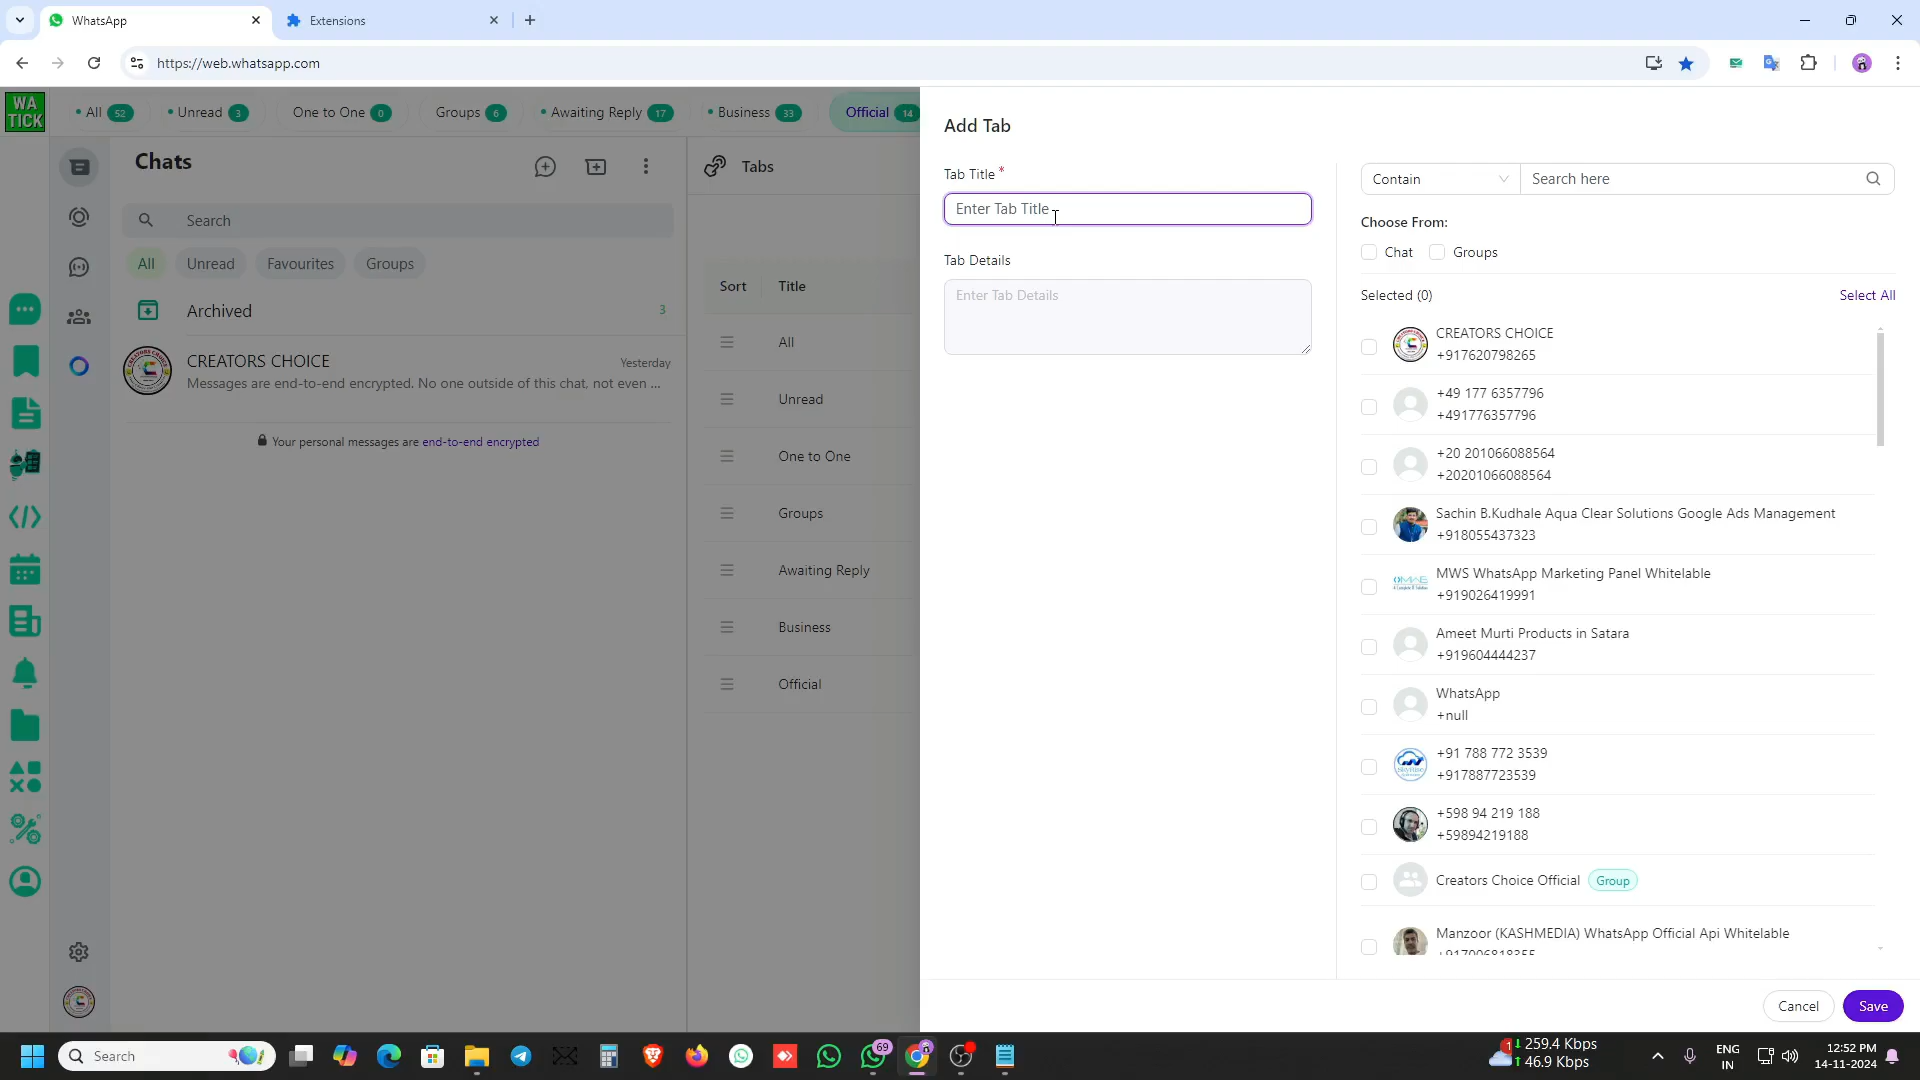 WhatsApp
Extensions
https://web.whatsapp.com
WA TICK
All 52
Unread 3
One to One 0
Groups 6
Awaiting Reply 17
Business 33
Official 14
Chats
Search
All
Unread
Favourites
Groups
Archived
3
CREATORS CHOICE
Yesterday
Messages are end-to-end encrypted. No one outside of this chat, not even ...
Your personal messages are end-to-end encrypted
Tabs
Sort
Title
All
Unread
One to One
Groups
Awaiting Reply
Business
Official
Add Tab
Tab Title *
Enter Tab Title
Tab Details
Enter Tab Details
Contain
Search here
Choose From:
Chat
Groups
Selected (0)
Select All
CREATORS CHOICE
+917620798265
+49 177 6357796
+491776357796
+20 201066088564
+20201066088564
Sachin B.Kudhale Aqua Clear Solutions Google Ads Management
+918055437323
MWS WhatsApp Marketing Panel Whitelable
+919026419991
Ameet Murti Products in Satara
+919604444237
WhatsApp
+null
+91 788 772 3539
+917887723539
+598 94 219 188
+59894219188
Creators Choice Official
Group
Manzoor (KASHMEDIA) WhatsApp Official Api Whitelable
+917006818355
Cancel
Save
Search
69
1
259.4 Kbps
46.9 Kbps
ENG
IN
12:52 PM
14-11-2024